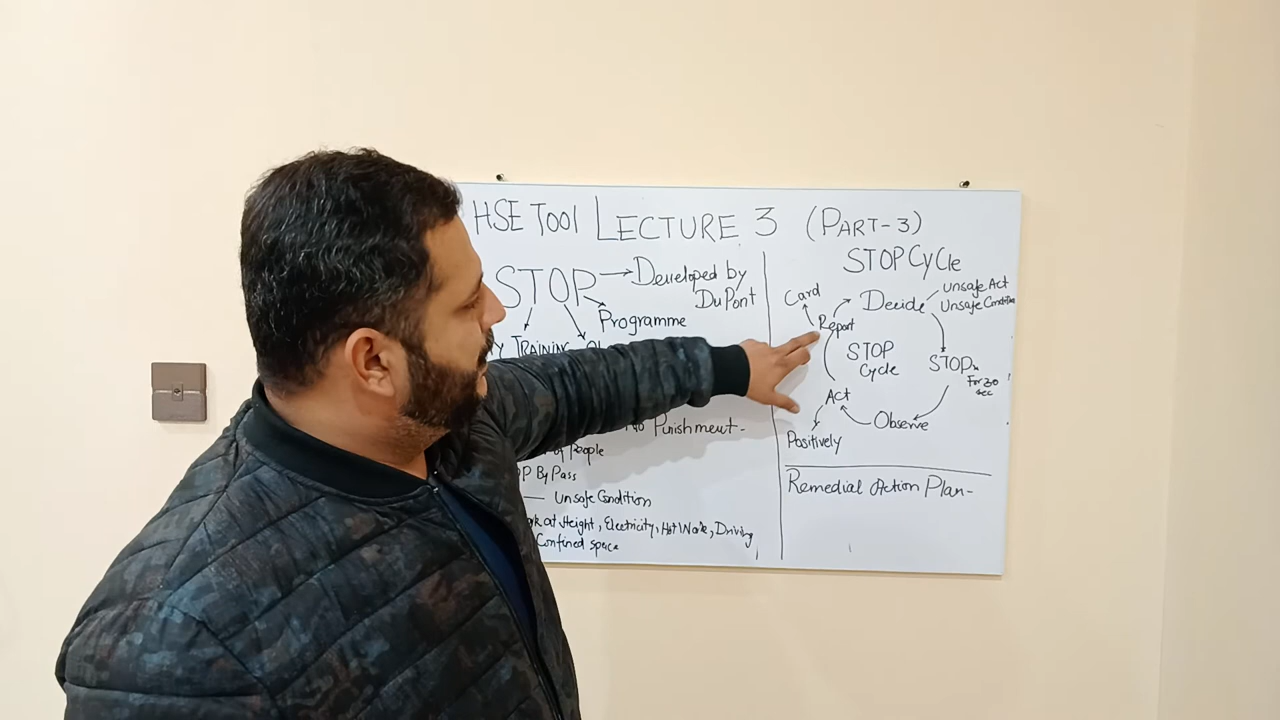 HSE TOOl LECTURE 3 (PART-3)
STOP → Developed by
DuPont
Programme
TRAINING
No Punishment-
of People
By Pass
— Unsafe Condition
at Height, Electricity, Hot Work, Driving
Confined space
STOP CyCle
Card
Report
Decide
Unsafe Act
Unsafe Condition
STOP
Cycle
STOP
For 30
sec
Act
Observe
Positively
Remedial Action Plan-